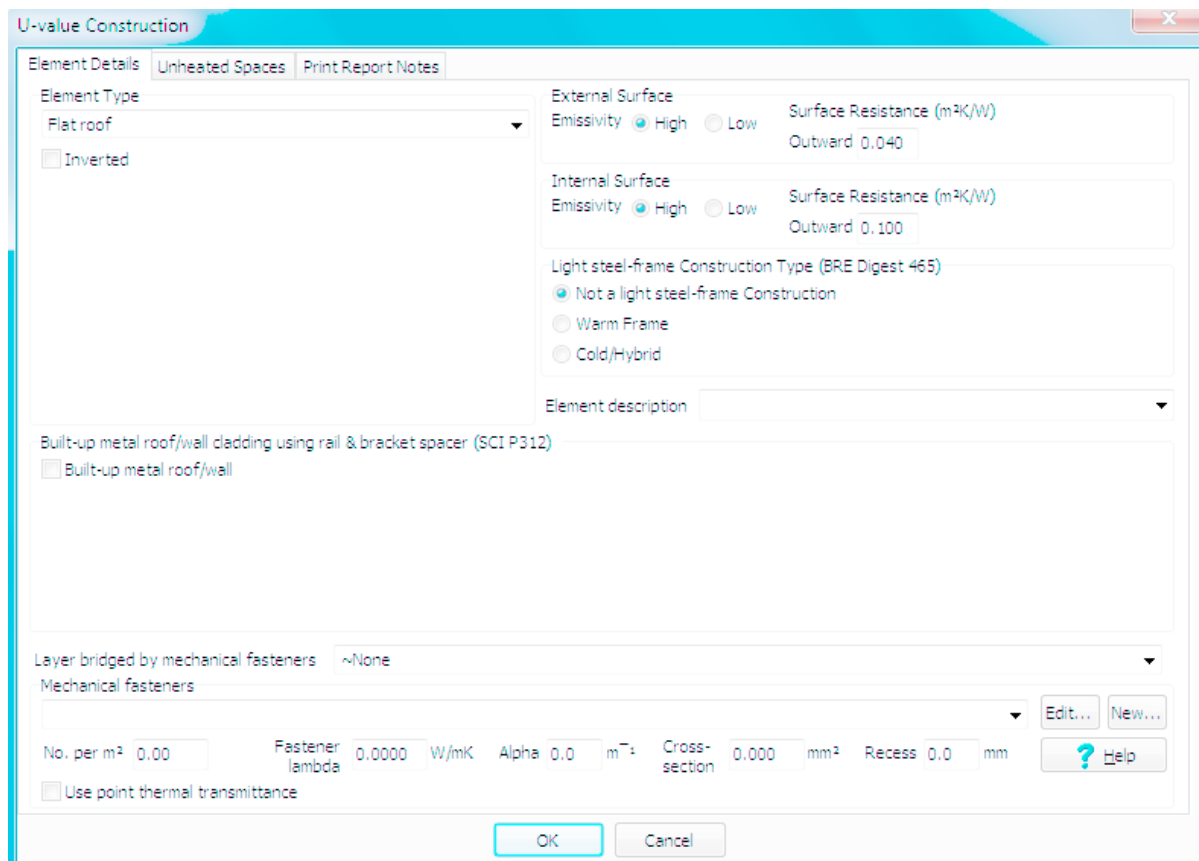 U-value Construction
Element Details
Unheated Spaces
Print Report Notes
Element Type
Flat roof
Inverted
External Surface
Emissivity High Low
Surface Resistance (m²K/W)
Outward 0.040
Internal Surface
Emissivity High Low
Surface Resistance (m²K/W)
Outward 0.100
Light steel-frame Construction Type (BRE Digest 465)
Not a light steel-frame Construction
Warm Frame
Cold/Hybrid
Element description
Built-up metal roof/wall cladding using rail & bracket spacer (SCI P312)
Built-up metal roof/wall
Layer bridged by mechanical fasteners ~None
Mechanical fasteners
Edit... New...
No. per m² 0.00 Fastener lambda 0.0000 W/mK Alpha 0.0 m⁻¹ Cross-section 0.000 mm² Recess 0.0 mm
? Help
Use point thermal transmittance
OK Cancel